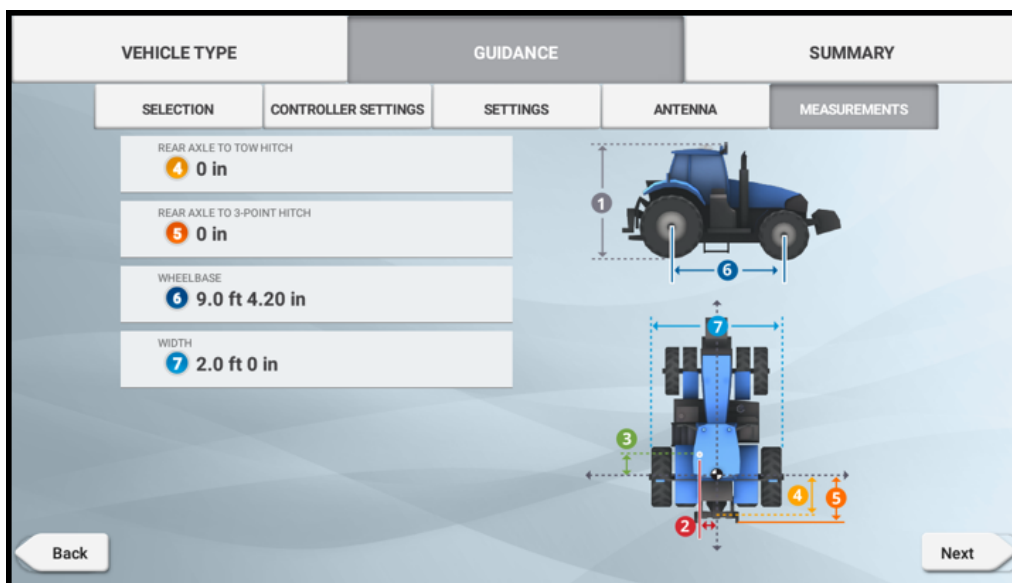 VEHICLE TYPE GUIDANCE SUMMARY
SELECTION CONTROLLER SETTINGS SETTINGS ANTENNA MEASUREMENTS
REAR AXLE TO TOW HITCH
4 0 in
REAR AXLE TO 3-POINT HITCH
5 0 in
WHEELBASE
6 9.0 ft 4.20 in
WIDTH
7 2.0 ft 0 in
1
6
7
3
4 5
2
Back Next